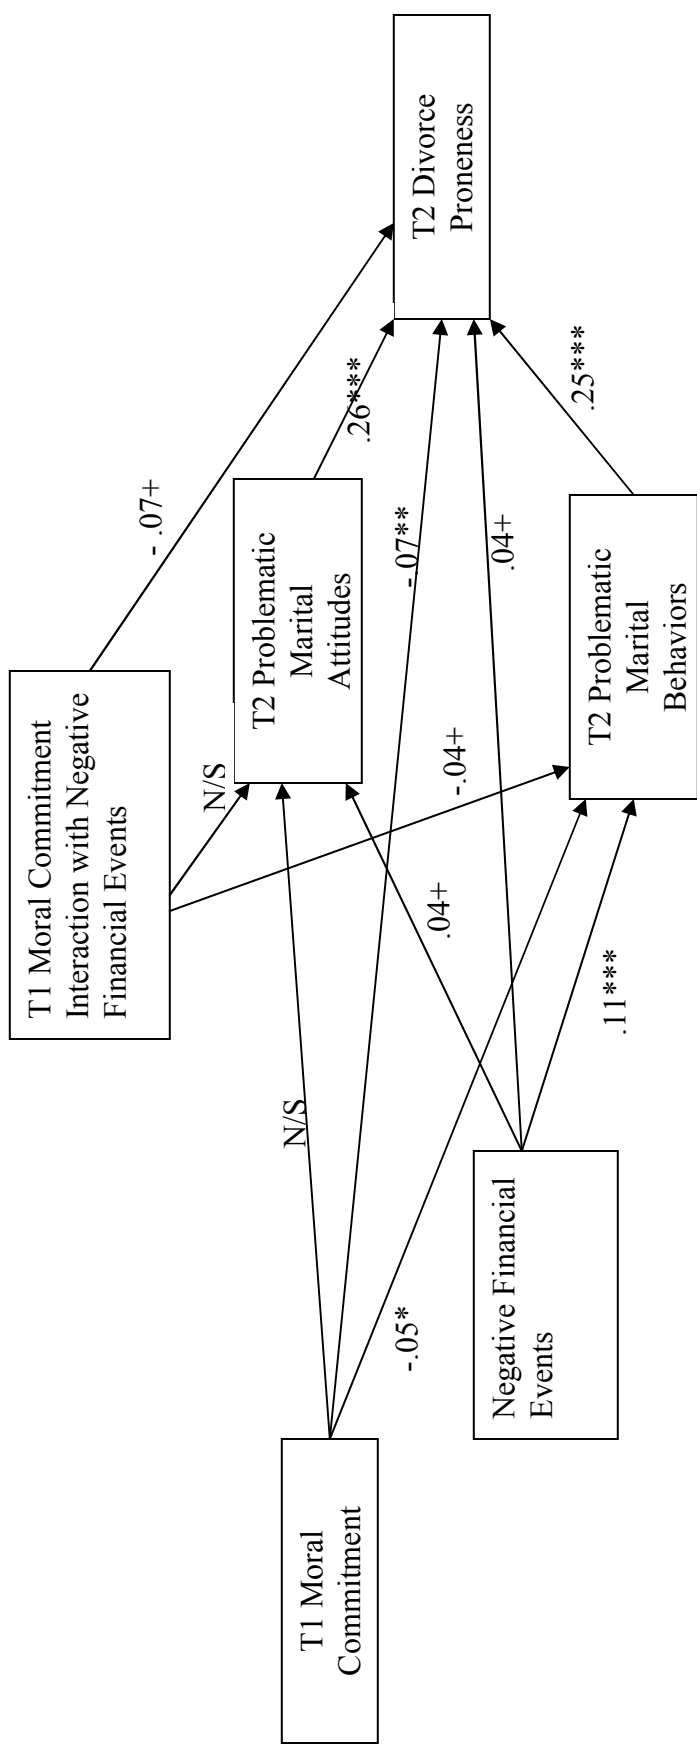 T1 Moral Commitment
Interaction with Negative
Financial Events
- .07+
N/S
T2 Problematic
Marital
Attitudes
.26***
T2 Divorce
Proneness
T1 Moral
Commitment
N/S
-.07**
-.04+
-.05*
.04+
.04+
Negative Financial
Events
.11***
T2 Problematic
Marital
Behaviors
.25***